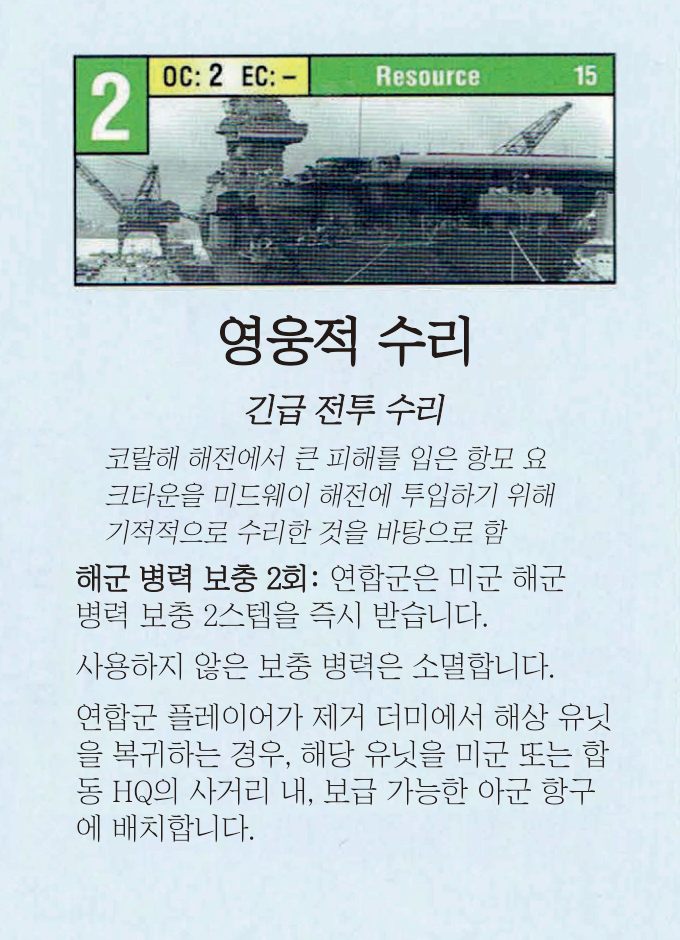 2 OC: 2 EC: – Resource 15
영웅적 수리
긴급 전투 수리
코랄해 해전에서 큰 피해를 입은 항모 요
크타운을 미드웨이 해전에 투입하기 위해
기적적으로 수리한 것을 바탕으로 함
해군 병력 보충 2회: 연합군은 미군 해군
병력 보충 2스텝을 즉시 받습니다.
사용하지 않은 보충 병력은 소멸합니다.
연합군 플레이어가 제거 더미에서 해상 유닛
을 복귀하는 경우, 해당 유닛을 미군 또는 합
동 HQ의 사거리 내, 보급 가능한 아군 항구
에 배치합니다.